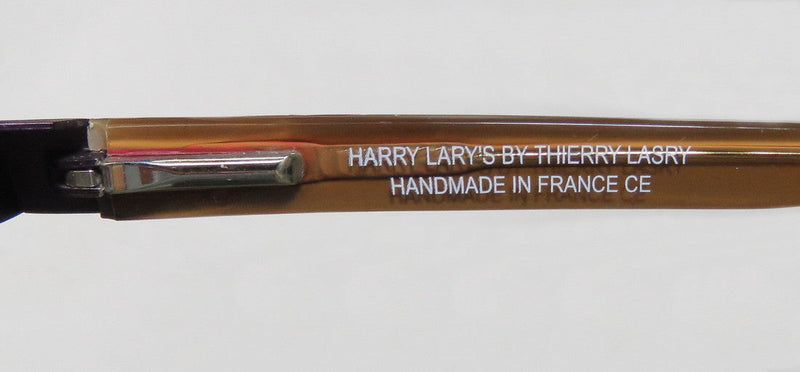 HARRY LARY'S BY THIERRY LASRY
HANDMADE IN FRANCE CE